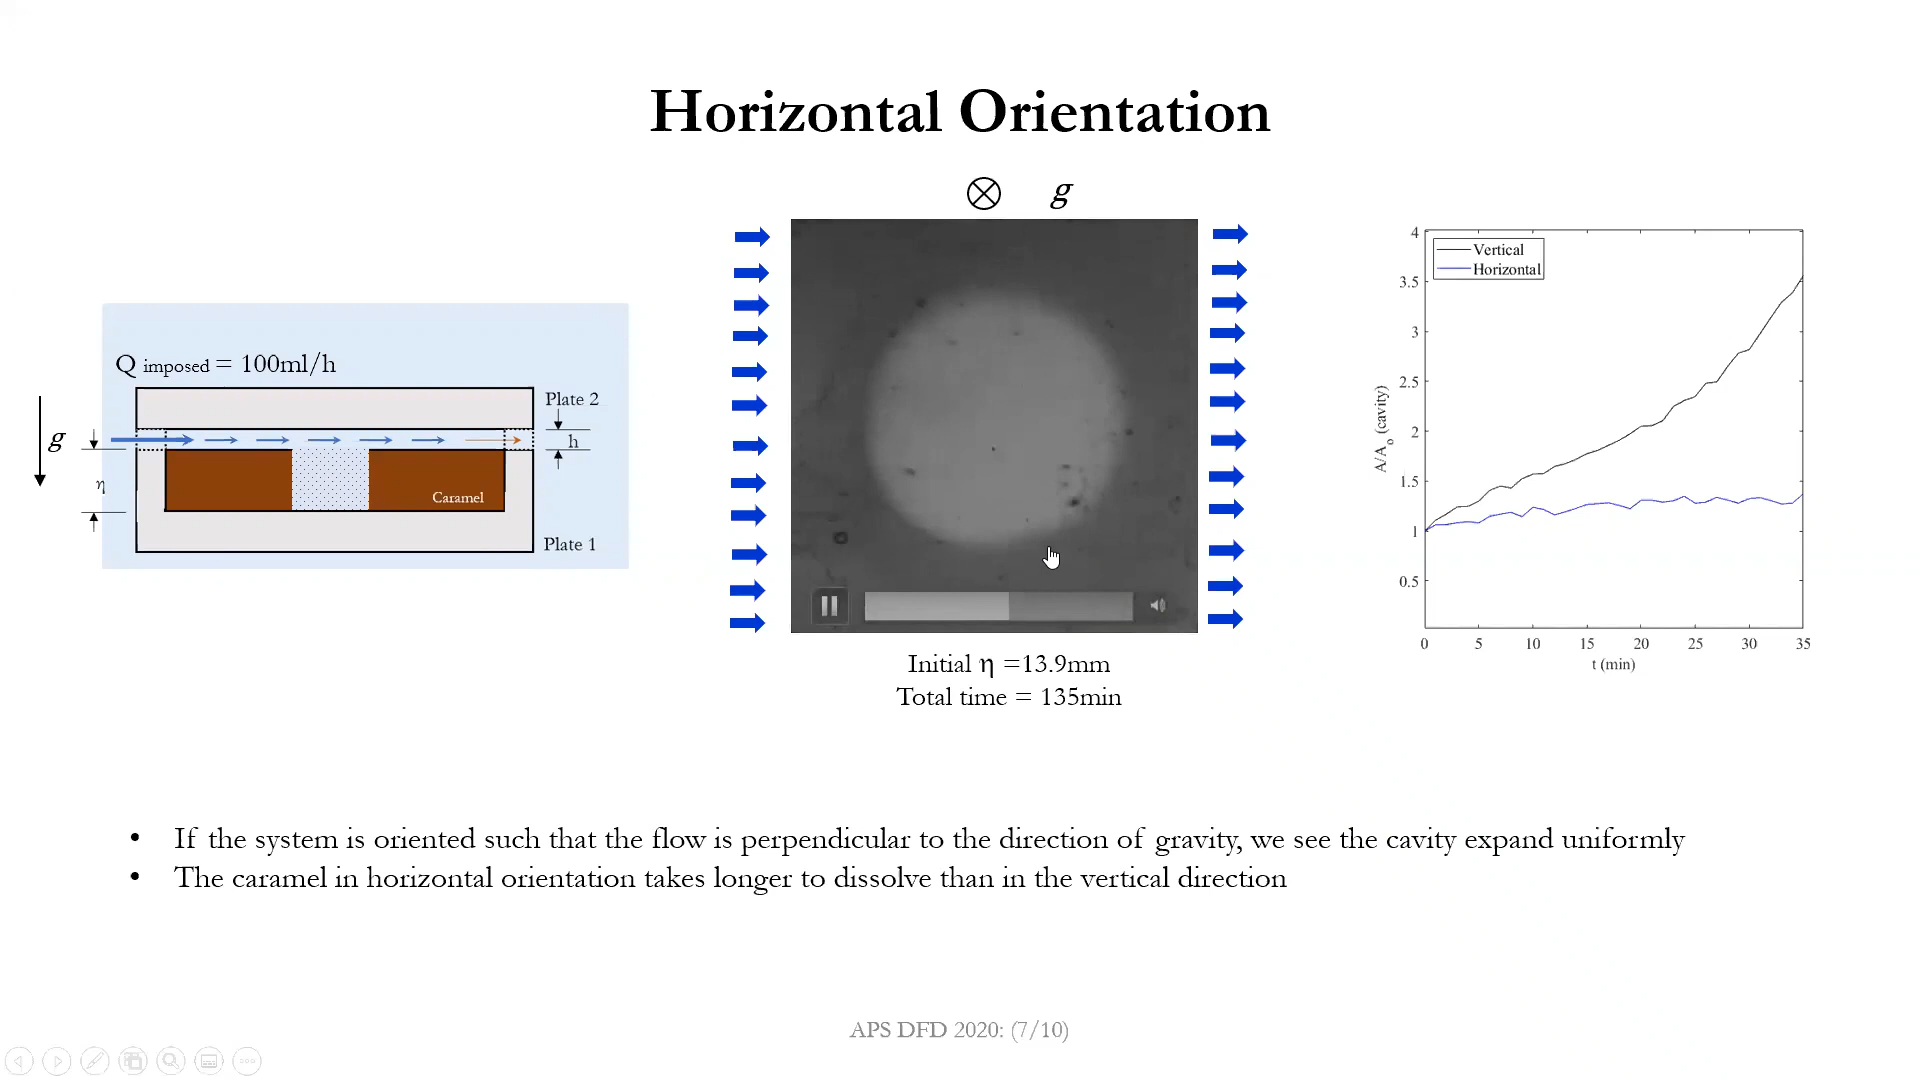 Horizontal Orientation
g
Q imposed = 100ml/h
Plate 2
g
h
η
Caramel
Plate 1
Initial η =13.9mm
Total time = 135min
4
3.5
3
2.5
2
1.5
1
0.5
A/Ao (cavity)
Vertical
Horizontal
0 5 10 15 20 25 30 35
t (min)
• If the system is oriented such that the flow is perpendicular to the direction of gravity, we see the cavity expand uniformly
• The caramel in horizontal orientation takes longer to dissolve than in the vertical direction
APS DFD 2020: (7/10)